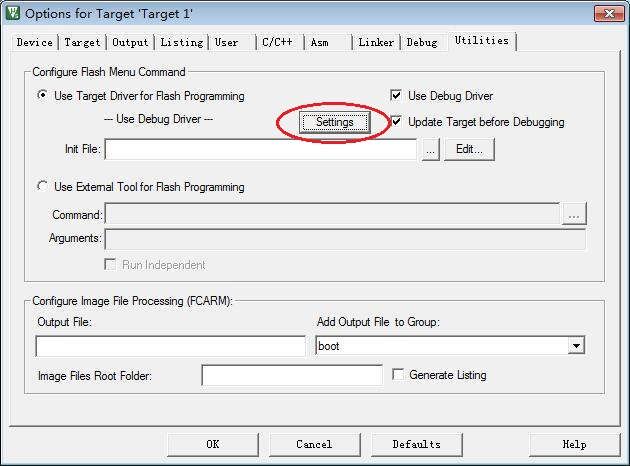 Options for Target 'Target 1'
Device Target Output Listing User C/C++ Asm Linker Debug Utilities
Configure Flash Menu Command
Use Target Driver for Flash Programming Use Debug Driver
--- Use Debug Driver --- Settings Update Target before Debugging
Init File: ... Edit...
Use External Tool for Flash Programming
Command: ...
Arguments:
Run Independent
Configure Image File Processing (FCARM):
Output File: Add Output File to Group:
boot
Image Files Root Folder: Generate Listing
OK Cancel Defaults Help